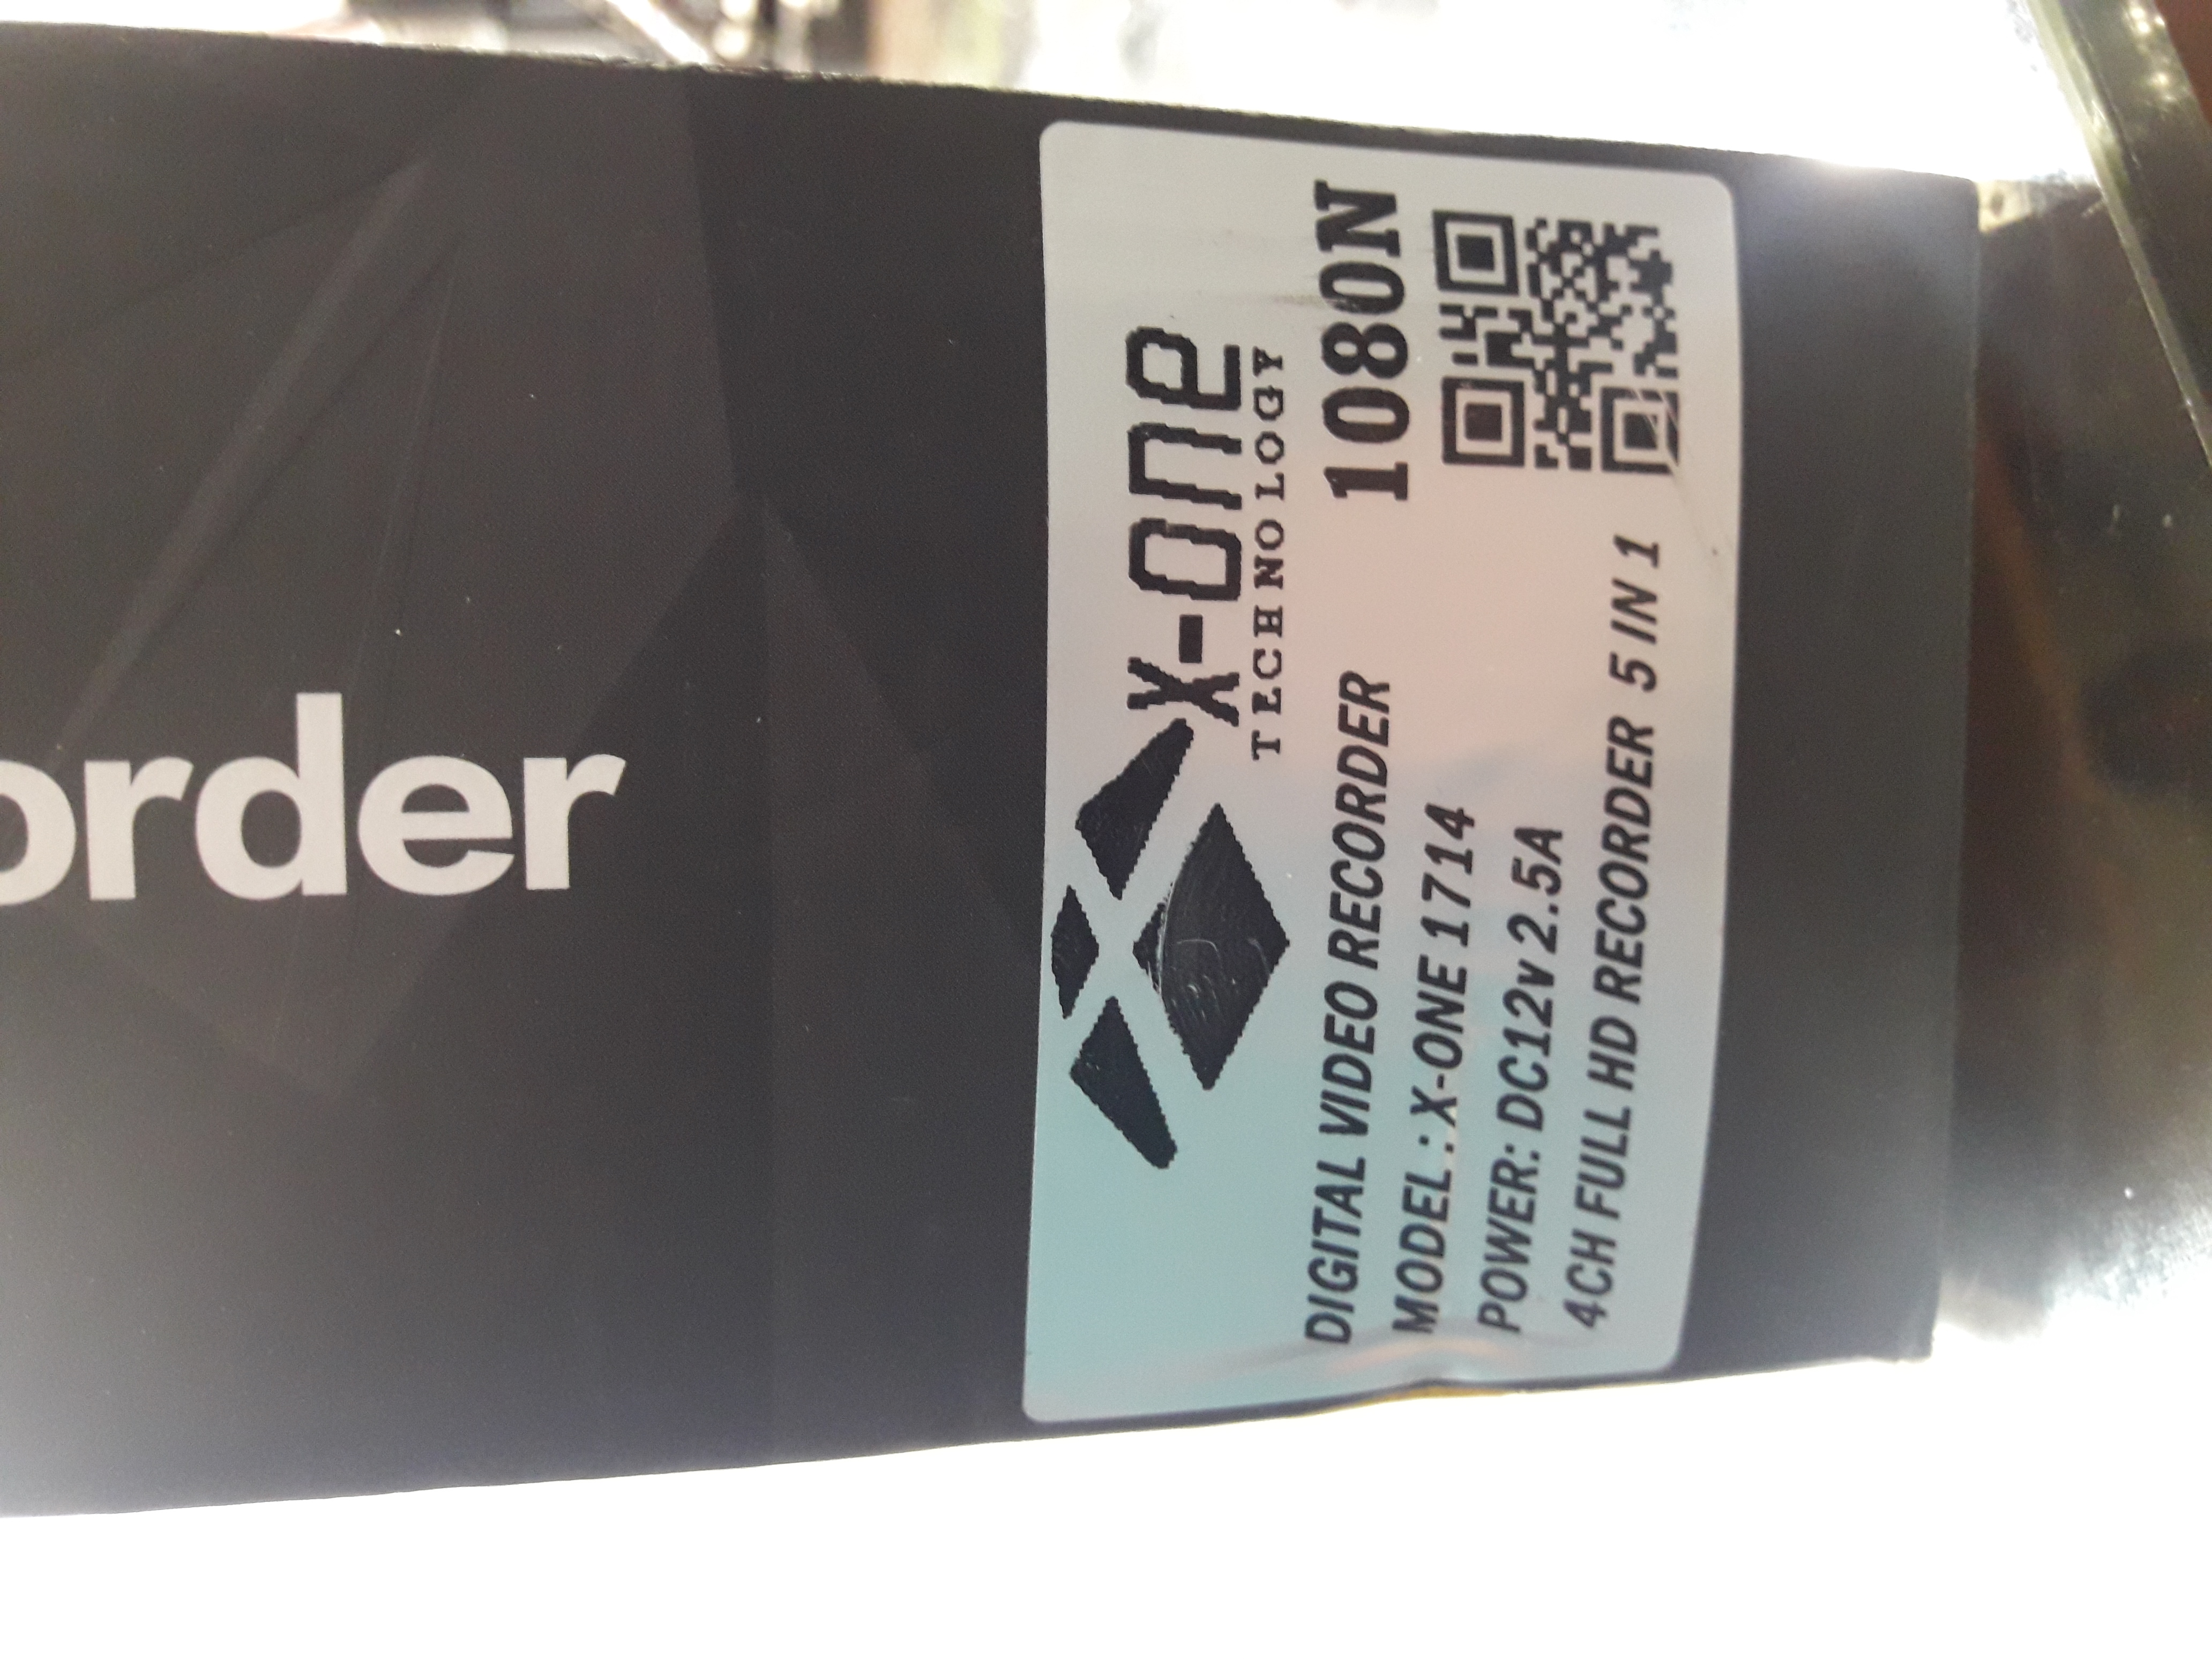 order
x-one
TECHNOLOGY
DIGITAL VIDEO RECORDER 1080N
MODEL : X-ONE 1714
POWER: DC12v 2.5A
4CH FULL HD RECORDER 5 IN 1